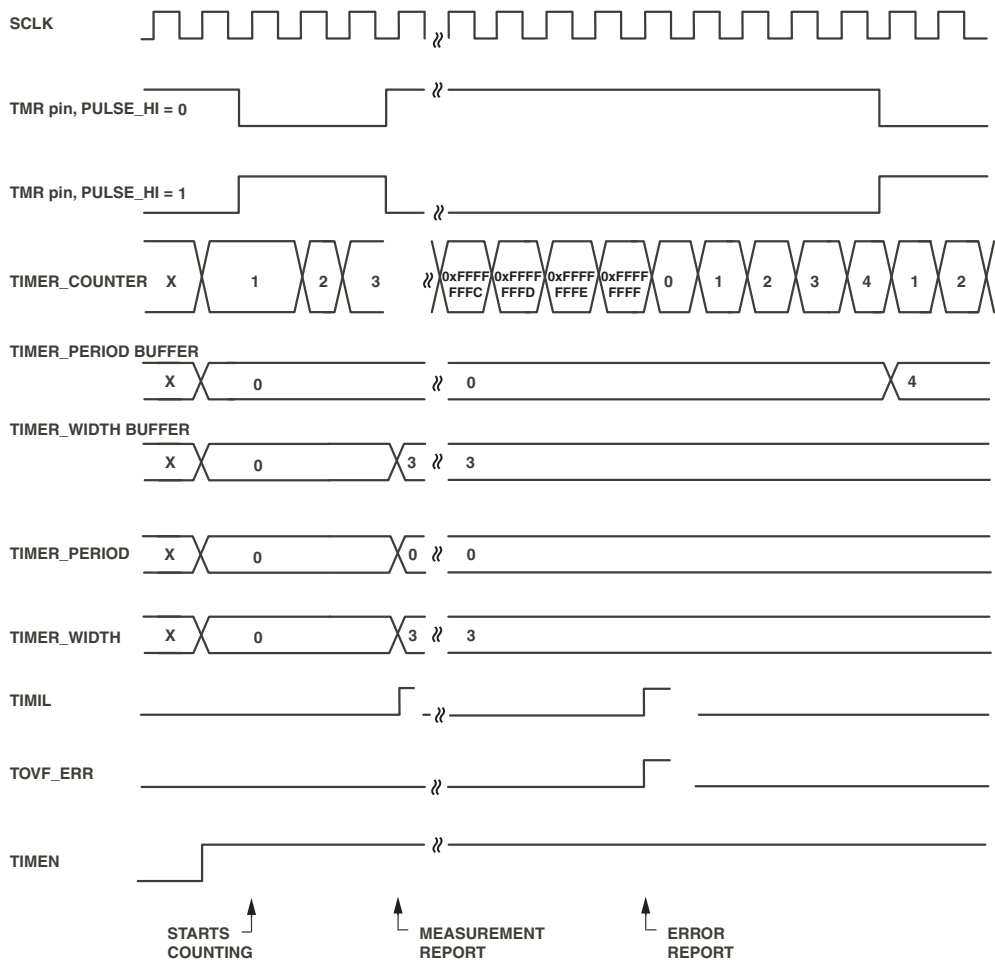 SCLK
TMR pin, PULSE_HI = 0
TMR pin, PULSE_HI = 1
TIMER_COUNTER X 1 2 3 0xFFFF FFFC 0xFFFF FFFD 0xFFFF FFFE 0xFFFF FFFF 0 1 2 3 4 1 2
TIMER_PERIOD BUFFER
X 0 0 4
TIMER_WIDTH BUFFER
X 0 3 3
TIMER_PERIOD X 0 0 0
TIMER_WIDTH X 0 3 3
TIMIL
TOVF_ERR
TIMEN
STARTS
COUNTING
MEASUREMENT
REPORT
ERROR
REPORT